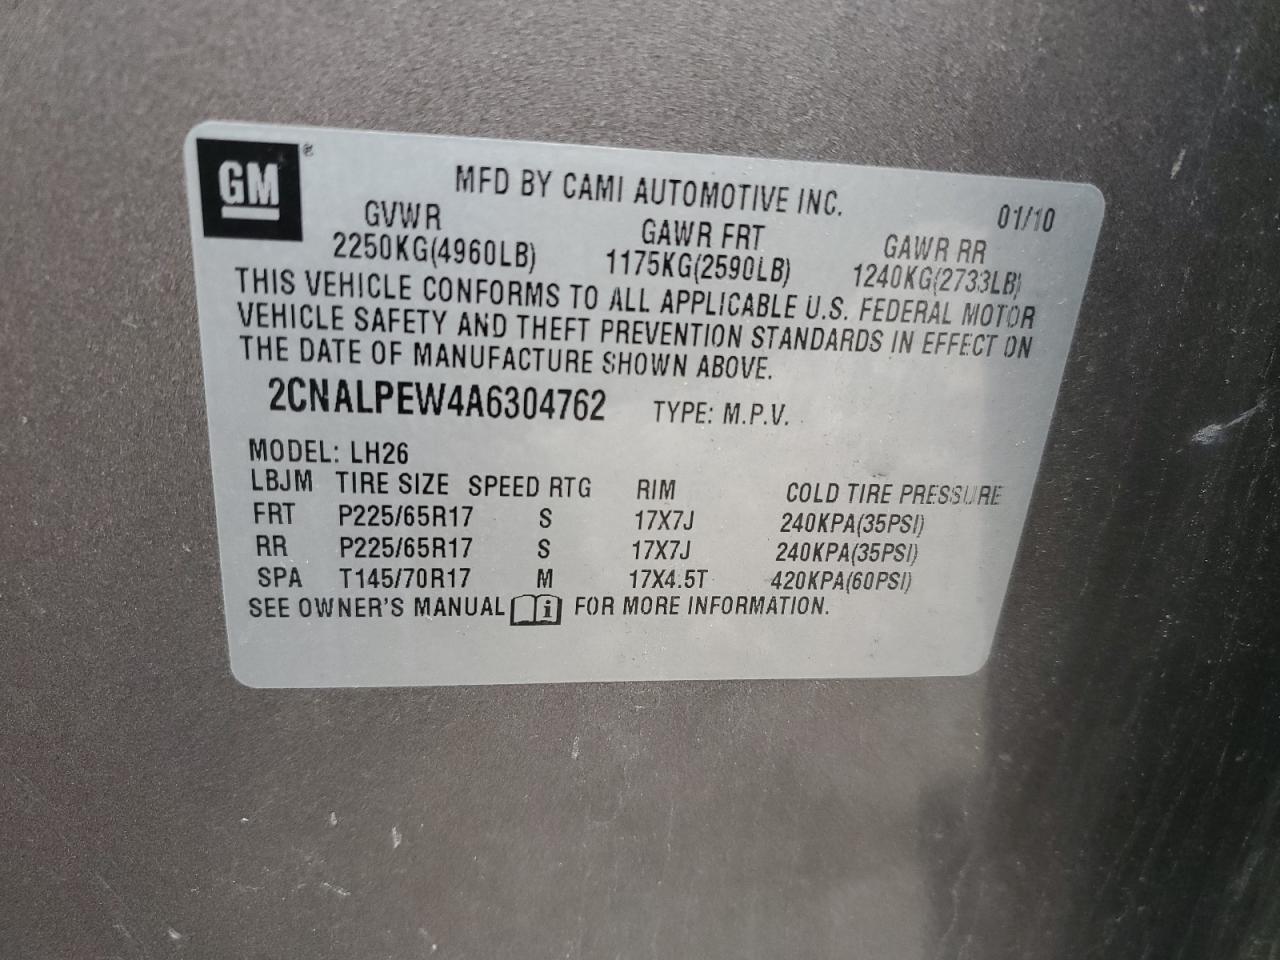 GM®
MFD BY CAMI AUTOMOTIVE INC.
01/10
GVWR GAWR FRT GAWR RR
2250KG(4960LB) 1175KG(2590LB) 1240KG(2733LB)
THIS VEHICLE CONFORMS TO ALL APPLICABLE U.S. FEDERAL MOTOR
VEHICLE SAFETY AND THEFT PREVENTION STANDARDS IN EFFECT ON
THE DATE OF MANUFACTURE SHOWN ABOVE.
2CNALPEW4A6304762 TYPE: M.P.V.
MODEL: LH26
LBJM TIRE SIZE SPEED RTG RIM COLD TIRE PRESSURE
FRT P225/65R17 S 17X7J 240KPA(35PSI)
RR P225/65R17 S 17X7J 240KPA(35PSI)
SPA T145/70R17 M 17X4.5T 420KPA(60PSI)
SEE OWNER'S MANUAL i FOR MORE INFORMATION.